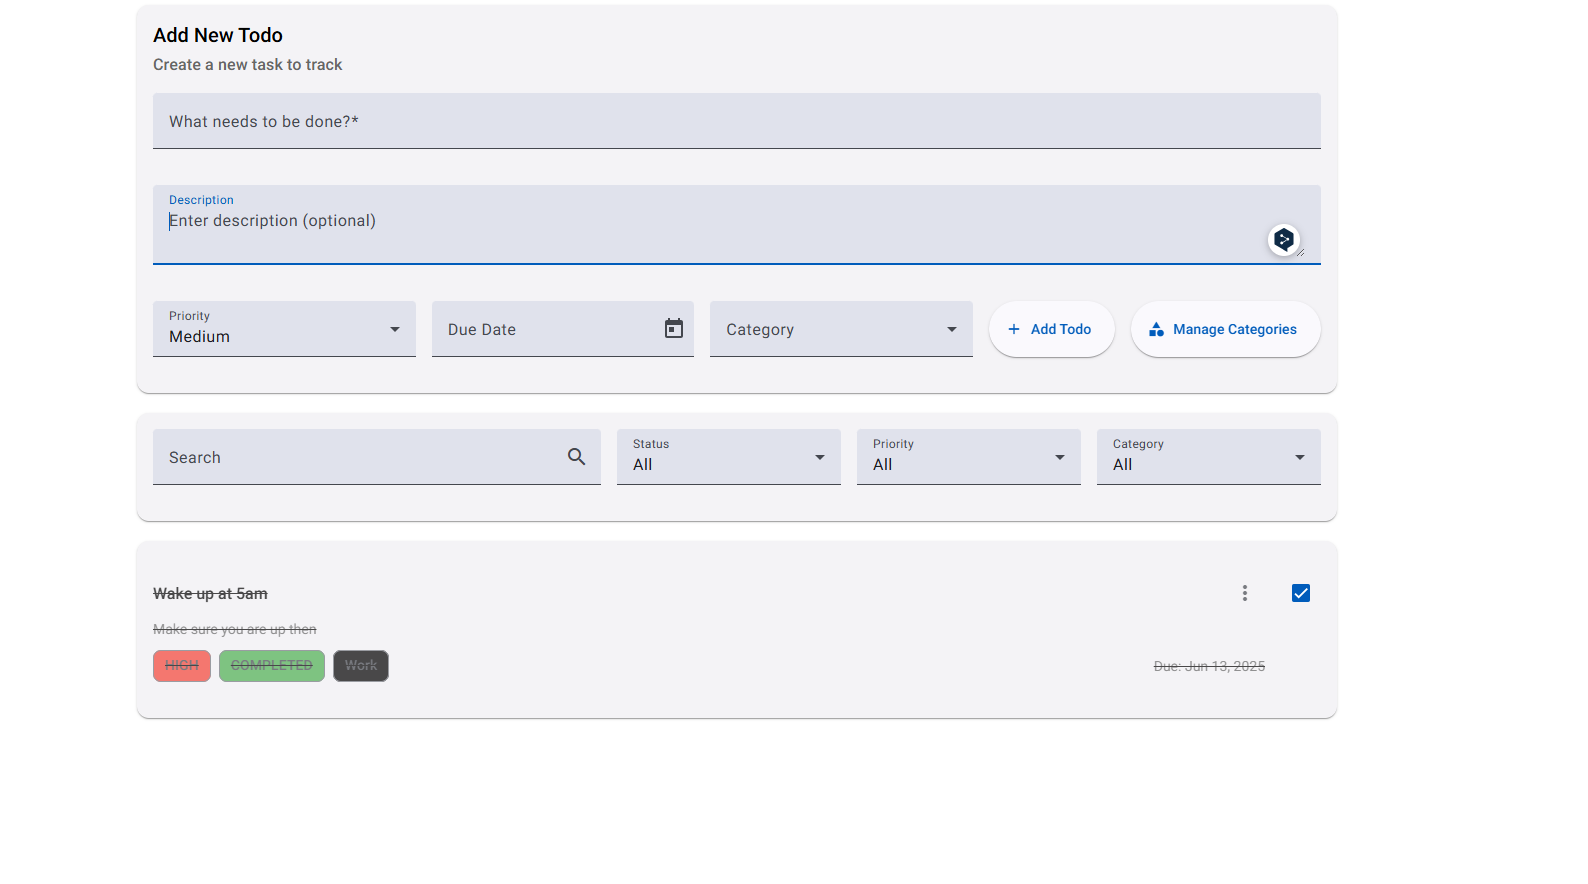 Add New Todo
Create a new task to track
What needs to be done?*
Description
Enter description (optional)
Priority
Medium
Due Date
Category
Add Todo
Manage Categories
Search
Status
All
Priority
All
Category
All
Wake up at 5am
Make sure you are up then
HIGH COMPLETED Work Due: Jun 13, 2025